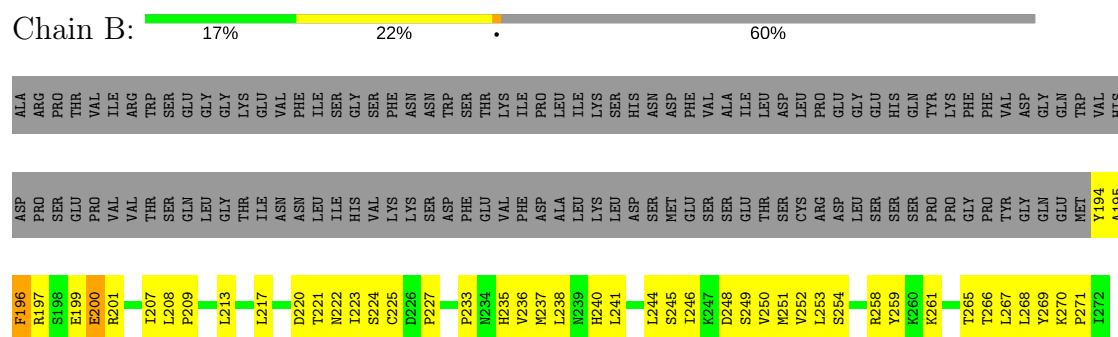 Chain B:
17% 22% • 60%
ALA ARG PRO THR VAL ILE ARG TRP SER GLU GLY GLY LYS GLU VAL PHE ILE SER GLY SER PHE ASN ASN TRP SER THR LYS ILE PRO LEU ILE LYS SER HIS ASN ASP PHE VAL ALA ILE LEU ASP LEU PRO GLU GLY GLU HIS GLN TYR LYS PHE PHE VAL ASP GLY GLN TRP VAL HIS
ASP PRO SER GLU PRO VAL VAL THR SER GLN LEU GLY THR ILE ASN ASN LEU ILE HIS VAL LYS LYS SER ASP PHE GLU VAL PHE ASP ALA LEU LYS LEU ASP SER MET GLU SER SER GLU THR SER CYS ARG ASP LEU SER SER SER PRO PRO GLY PRO TYR GLY GLN GLU MET Y194 A195
F196 R197 S198 E199 E200 R201 I207 L208 P209 L213 L217 D220 T221 N222 I223 S224 C225 D226 P227 P233 N234 H235 V236 M237 L238 N239 H240 L241 L244 S245 I246 K247 D248 S249 V250 M251 V252 L253 S254 R258 Y259 K260 K261 T265 T266 L267 L268 Y269 K270 P271 I272